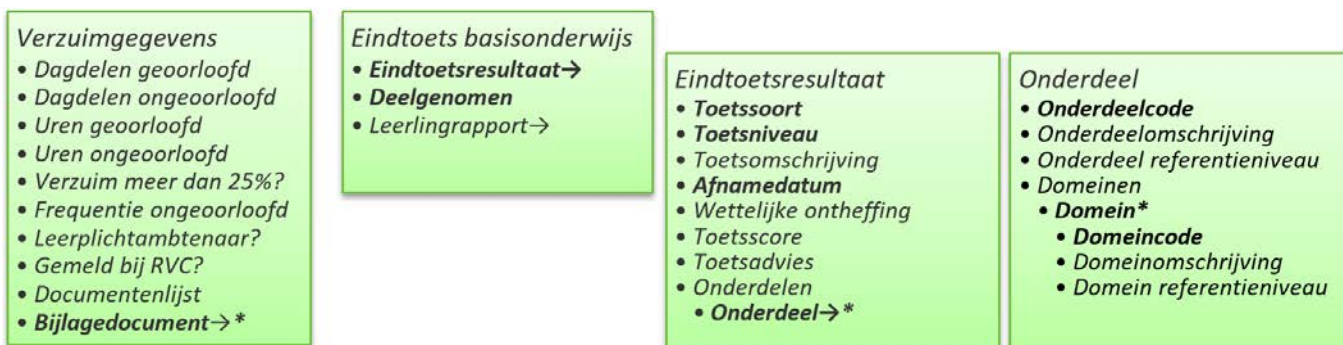 Verzuimgegevens
• Dagdelen geoorloofd
• Dagdelen ongeoorloofd
• Uren geoorloofd
• Uren ongeoorloofd
• Verzuim meer dan 25%?
• Frequentie ongeoorloofd
• Leerplichtambtenaar?
• Gemeld bij RVC?
• Documentenlijst
• Bijlagedocument→*
Eindtoets basisonderwijs
• Eindtoetsresultaat→
• Deelgenomen
• Leerlingrapport→
Eindtoetsresultaat
• Toetssoort
• Toetsniveau
• Toetsomschrijving
• Afnamedatum
• Wettelijke ontheffing
• Toetsscore
• Toetsadvies
• Onderdelen
• Onderdeel→*
Onderdeel
• Onderdeelcode
• Onderdeelomschrijving
• Onderdeel referentieniveau
• Domeinen
• Domein*
• Domeincode
• Domeinomschrijving
• Domein referentieniveau